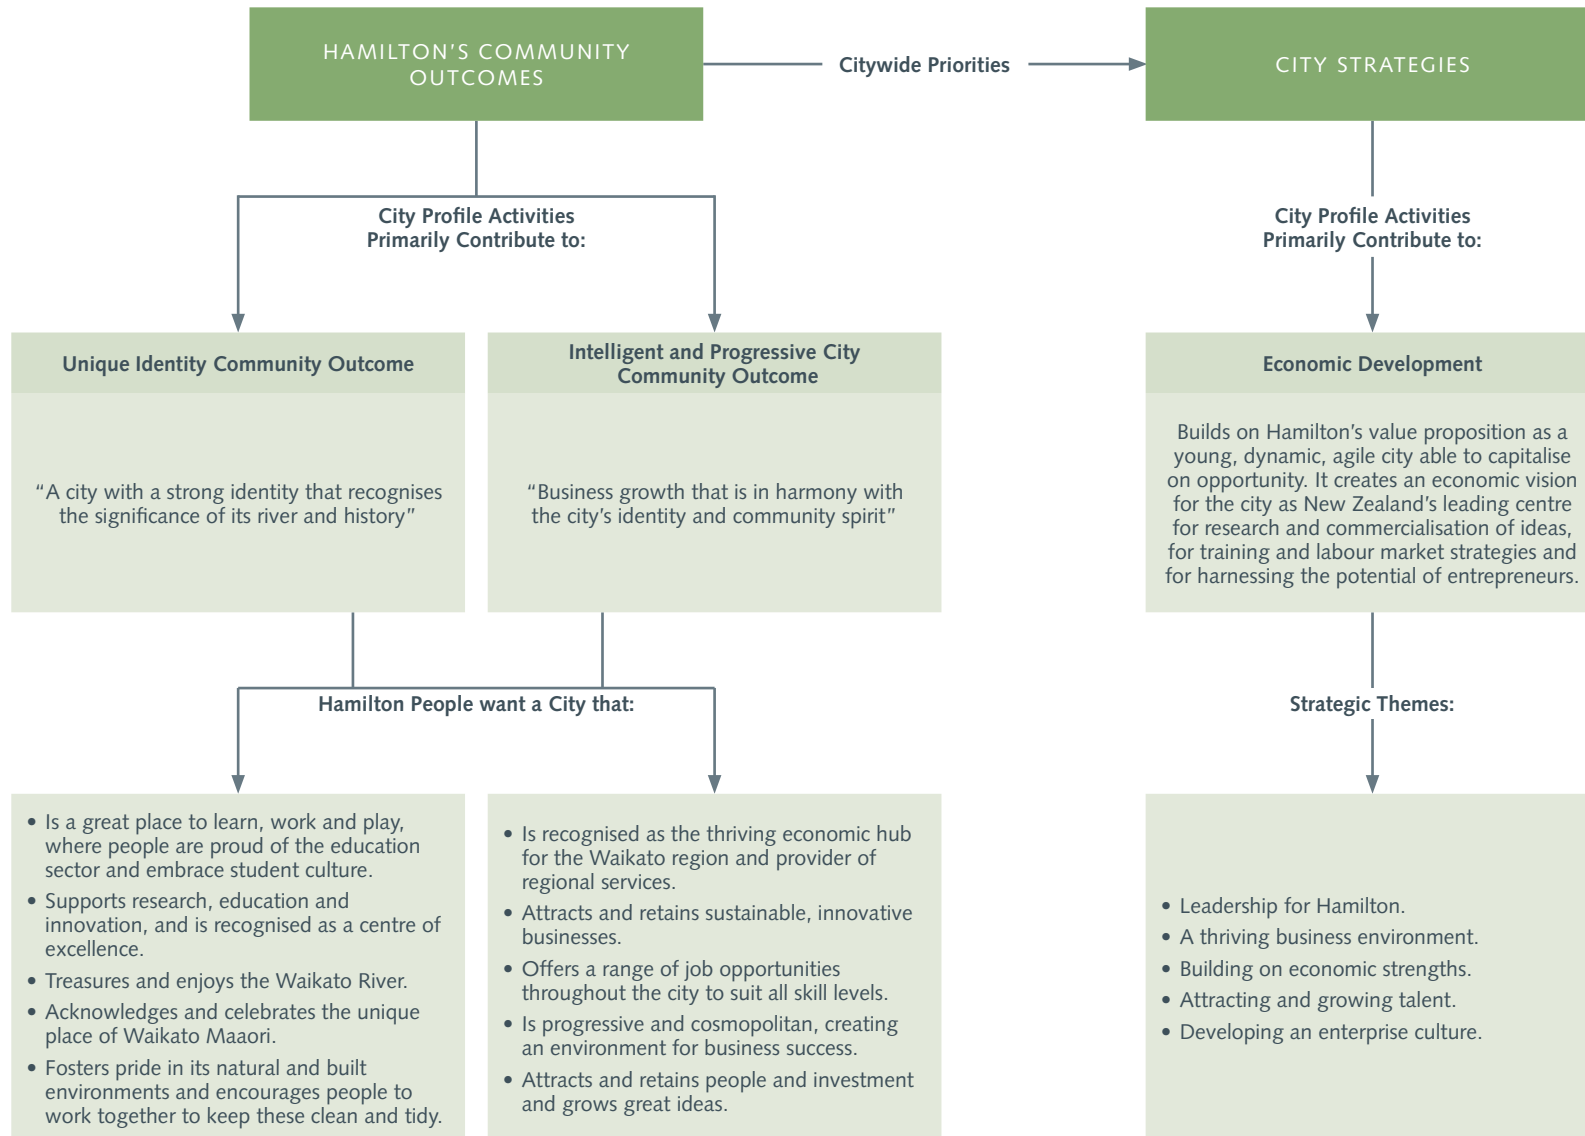 HAMILTON'S COMMUNITY
OUTCOMES
Citywide Priorities
CITY STRATEGIES
City Profile Activities
Primarily Contribute to:
City Profile Activities
Primarily Contribute to:
Unique Identity Community Outcome
“A city with a strong identity that recognises
the significance of its river and history”
Intelligent and Progressive City
Community Outcome
“Business growth that is in harmony with
the city’s identity and community spirit”
Economic Development
Builds on Hamilton’s value proposition as a
young, dynamic, agile city able to capitalise
on opportunity. It creates an economic vision
for the city as New Zealand’s leading centre
for research and commercialisation of ideas,
for training and labour market strategies and
for harnessing the potential of entrepreneurs.
Hamilton People want a City that:
Strategic Themes:
• Is a great place to learn, work and play,
where people are proud of the education
sector and embrace student culture.
• Supports research, education and
innovation, and is recognised as a centre of
excellence.
• Treasures and enjoys the Waikato River.
• Acknowledges and celebrates the unique
place of Waikato Maaori.
• Fosters pride in its natural and built
environments and encourages people to
work together to keep these clean and tidy.
• Is recognised as the thriving economic hub
for the Waikato region and provider of
regional services.
• Attracts and retains sustainable, innovative
businesses.
• Offers a range of job opportunities
throughout the city to suit all skill levels.
• Is progressive and cosmopolitan, creating
an environment for business success.
• Attracts and retains people and investment
and grows great ideas.
• Leadership for Hamilton.
• A thriving business environment.
• Building on economic strengths.
• Attracting and growing talent.
• Developing an enterprise culture.